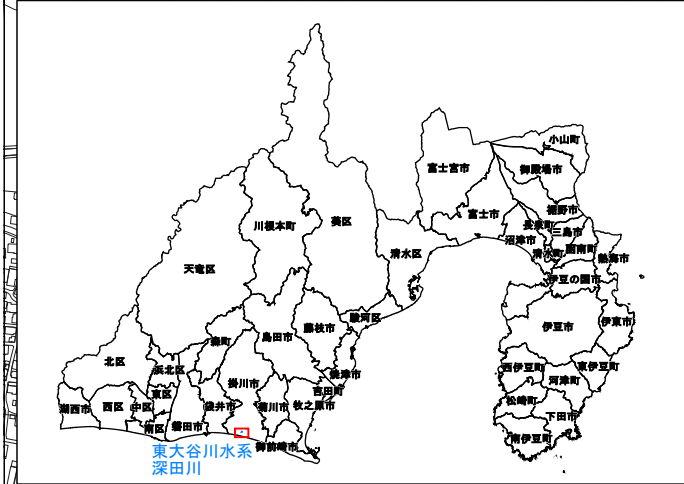 小山町
富士宮市
御殿場市
裾野市
富士市
長泉町
三島市
沼津市
清水町
函南町
熱海市
伊豆の国市
川根本町
葵区
清水区
天竜区
伊豆市
伊東市
駿河区
藤枝市
島田市
森町
焼津市
西伊豆町
東伊豆町
河津町
北区
浜北区
東区
掛川市
吉田町
松崎町
湖西市
西区
中区
袋井市
菊川市
牧之原市
下田市
南区
磐田市
御前崎市
南伊豆町
東大谷川水系
深田川